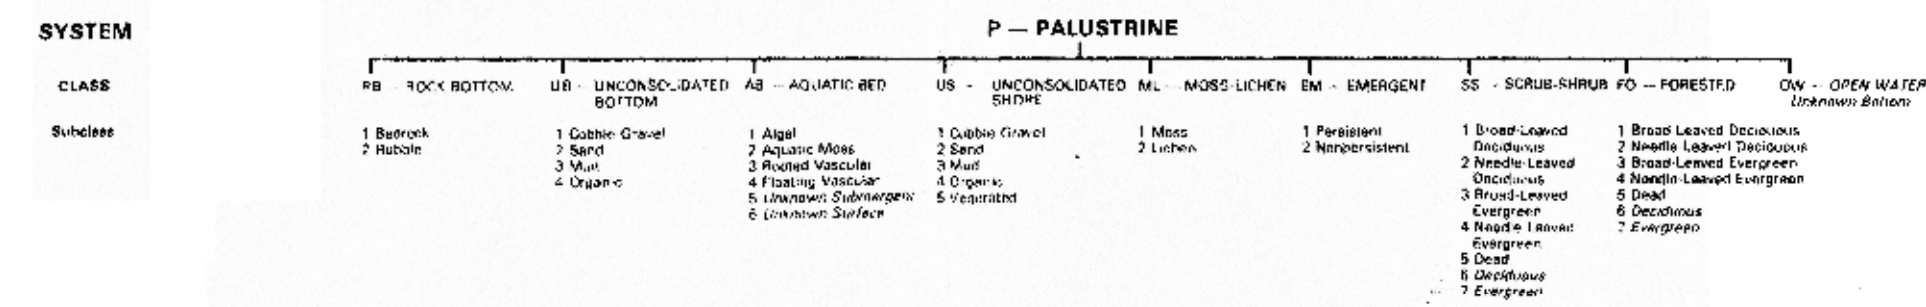 SYSTEM
P — PALUSTRINE
CLASS
RB — ROCK BOTTOM
UB — UNCONSOLIDATED
BOTTOM
AB — AQUATIC BED
US — UNCONSOLIDATED
SHORE
ML — MOSS-LICHEN
EM — EMERGENT
SS — SCRUB-SHRUB
FO — FORESTED
OW — OPEN WATER
Unknown Bottom
Subclass
1 Bedrock
2 Rubble
1 Cobble-Gravel
2 Sand
3 Mud
4 Organic
1 Algal
2 Aquatic Moss
3 Rooted Vascular
4 Floating Vascular
5 Unknown Submergent
6 Unknown Surface
1 Cobble-Gravel
2 Sand
3 Mud
4 Organic
5 Vegetated
1 Moss
2 Lichen
1 Persistent
2 Nonpersistent
1 Broad-Leaved
Deciduous
2 Needle-Leaved
Deciduous
3 Broad-Leaved
Evergreen
4 Needle-Leaved
Evergreen
5 Dead
6 Deciduous
7 Evergreen
1 Broad-Leaved Deciduous
2 Needle-Leaved Deciduous
3 Broad-Leaved Evergreen
4 Needle-Leaved Evergreen
5 Dead
6 Deciduous
7 Evergreen